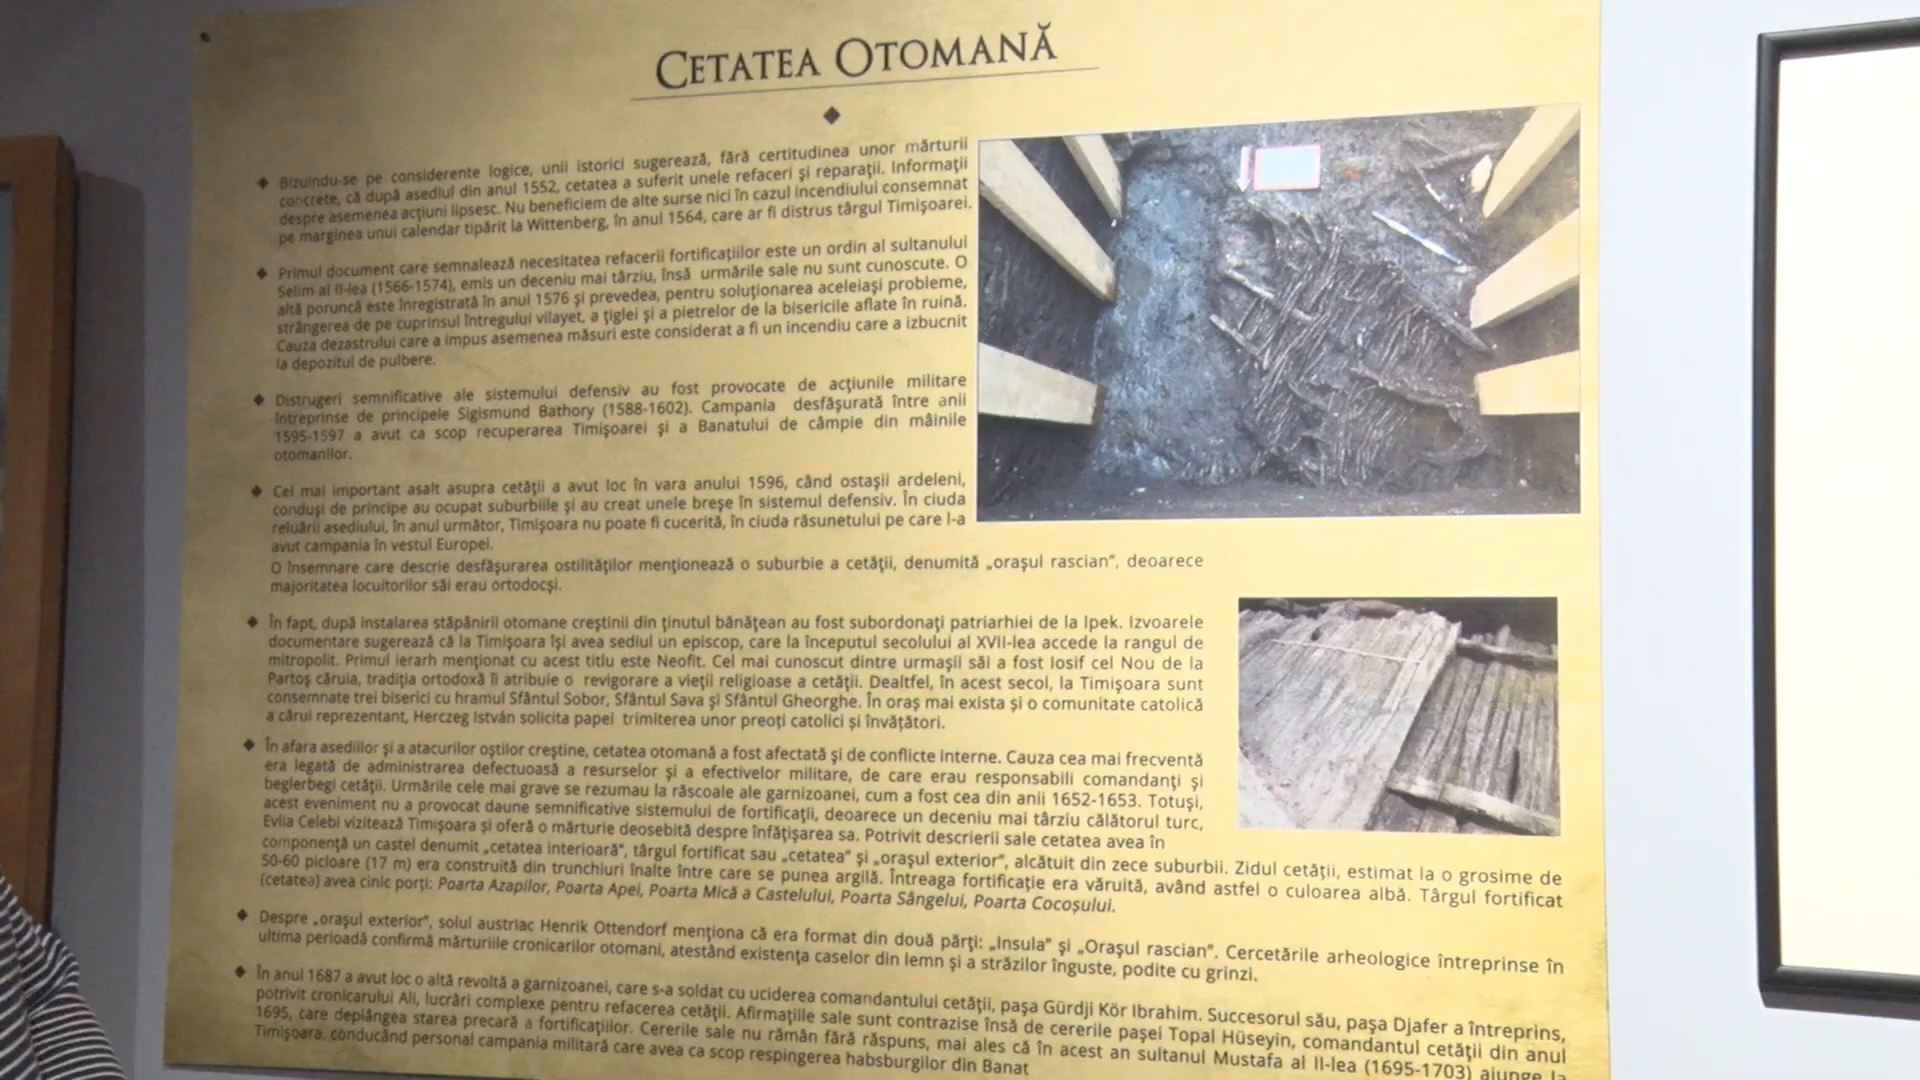 CETATEA OTOMANĂ
Bizuindu-se pe considerente logice, unii istorici sugerează, fără certitudinea unor mărturii
concrete, că după asediul din anul 1552, cetatea a suferit unele refaceri și reparații. Informații
despre asemenea acțiuni lipsesc. Nu beneficiem de alte surse nici în cazul incendiului consemnat
pe marginea unui calendar tipărit la Wittenberg, în anul 1564, care ar fi distrus târgul Timișoarei.
Primul document care semnalează necesitatea refacerii fortificațiilor este un ordin al sultanului
Selim al II-lea (1566-1574), emis un deceniu mai târziu, însă urmările sale nu sunt cunoscute. O
altă poruncă este înregistrată în anul 1576 și prevedea, pentru soluționarea aceleiași probleme,
strângerea de pe cuprinsul întregului vilayet, a țiglei și a pietrelor de la bisericile aflate în ruină.
Cauza dezastrului care a impus asemenea măsuri este considerat a fi un incendiu care a izbucnit
la depozitul de pulbere.
Distrugeri semnificative ale sistemului defensiv au fost provocate de acțiunile militare
întreprinse de principele Sigismund Bathory (1588-1602). Campania desfășurată între anii
1595-1597 a avut ca scop recuperarea Timișoarei și a Banatului de câmpie din mâinile
otomanilor.
Cel mai important asalt asupra cetății a avut loc în vara anului 1596, când ostașii ardeleni,
conduși de principe au ocupat suburbiile și au creat unele breșe în sistemul defensiv. În ciuda
reluării asediului, în anul următor, Timișoara nu poate fi cucerită, în ciuda răsunetului pe care l-a
avut campania în vestul Europei.
O însemnare care descrie desfășurarea ostilităților menționează o suburbie a cetății, denumită „orașul rascian”, deoarece
majoritatea locuitorilor săi erau ortodocși.
În fapt, după instalarea stăpânirii otomane creștinii din ținutul bănățean au fost subordonați patriarhiei de la Ipek. Izvoarele
documentare sugerează că la Timișoara își avea sediul un episcop, care la începutul secolului al XVII-lea accede la rangul de
mitropolit. Primul ierarh menționat cu acest titlu este Neofit. Cel mai cunoscut dintre urmașii săi a fost Iosif cel Nou de la
Partoș căruia, tradiția ortodoxă îi atribuie o revigorare a vieții religioase a cetății. Dealtfel, în acest secol, la Timișoara sunt
consemnate trei biserici cu hramul Sfântul Sobor, Sfântul Sava și Sfântul Gheorghe. În oraș mai exista și o comunitate catolică
a cărui reprezentant, Herczeg István solicita papei trimiterea unor preoți catolici și învățători.
În afara asediilor și a atacurilor oștilor creștine, cetatea otomană a fost afectată și de conflicte interne. Cauza cea mai frecventă
era legată de administrarea defectuoasă a resurselor și a efectivelor militare, de care erau responsabili comandanți și
beglerbegi cetății. Urmările cele mai grave se rezumau la răscoale ale garnizoanei, cum a fost cea din anii 1652-1653. Totuși,
acest eveniment nu a provocat daune semnificative sistemului de fortificații, deoarece un deceniu mai târziu călătorul turc,
Evlia Celebi vizitează Timișoara și oferă o mărturie deosebită despre înfățișarea sa. Potrivit descrierii sale cetatea avea în
componență un castel denumit „cetatea interioară”, târgul fortificat sau „cetatea” și „orașul exterior”, alcătuit din zece suburbii. Zidul cetății, estimat la o grosime de
50-60 picioare (17 m) era construită din trunchiuri înalte între care se punea argilă. Întreaga fortificație era văruită, având astfel o culoarea albă. Târgul fortificat
(cetatea) avea cinic porți: Poarta Azapilor, Poarta Apei, Poarta Mică a Castelului, Poarta Sângelui, Poarta Cocoșului.
Despre „orașul exterior”, solul austriac Henrik Ottendorf menționa că era format din două părți: „Insula” și „Orașul rascian”. Cercetările arheologice întreprinse în
ultima perioadă confirmă mărturiile cronicarilor otomani, atestând existența caselor din lemn și a străzilor înguste, podite cu grinzi.
În anul 1687 a avut loc o altă revoltă a garnizoanei, care s-a soldat cu uciderea comandantului cetății, pașa Gürdji Kör Ibrahim. Succesorul său, pașa Djafer a întreprins,
potrivit cronicarului Ali, lucrări complexe pentru refacerea cetății. Afirmațiile sale sunt contrazise însă de cererile pașei Topal Hüseyin, comandantul cetății din anul
1695, care deplângea starea precară a fortificațiilor. Cererile sale nu rămân fără răspuns, mai ales că în acest an sultanul Mustafa al II-lea (1695-1703) ajunge la
Timișoara, conducând personal campania militară care avea ca scop respingerea habsburgilor din Banat